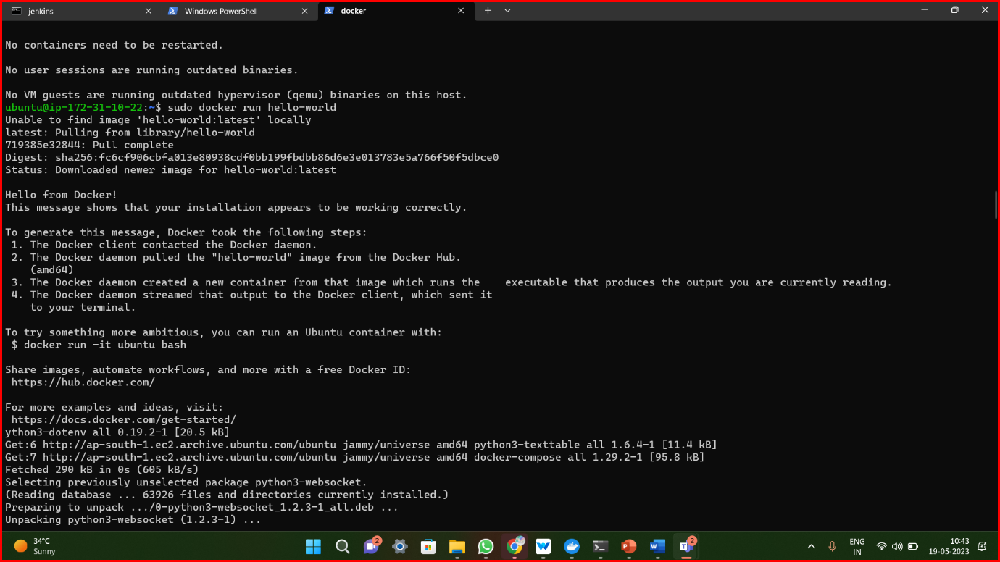 jenkins
Windows PowerShell
docker
No containers need to be restarted.
No user sessions are running outdated binaries.
No VM guests are running outdated hypervisor (qemu) binaries on this host.
ubuntu@ip-172-31-10-22:~$ sudo docker run hello-world
Unable to find image 'hello-world:latest' locally
latest: Pulling from library/hello-world
719385e32844: Pull complete
Digest: sha256:fc6cf906cbfa013e80938cdf0bb199fbdbb86d6e3e013783e5a766f50f5dbce0
Status: Downloaded newer image for hello-world:latest
Hello from Docker!
This message shows that your installation appears to be working correctly.
To generate this message, Docker took the following steps:
1. The Docker client contacted the Docker daemon.
2. The Docker daemon pulled the "hello-world" image from the Docker Hub.
(amd64)
3. The Docker daemon created a new container from that image which runs the    executable that produces the output you are currently reading.
4. The Docker daemon streamed that output to the Docker client, which sent it
to your terminal.
To try something more ambitious, you can run an Ubuntu container with:
$ docker run -it ubuntu bash
Share images, automate workflows, and more with a free Docker ID:
https://hub.docker.com/
For more examples and ideas, visit:
https://docs.docker.com/get-started/
ython3-dotenv all 0.19.2-1 [20.5 kB]
Get:6 http://ap-south-1.ec2.archive.ubuntu.com/ubuntu jammy/universe amd64 python3-texttable all 1.6.4-1 [11.4 kB]
Get:7 http://ap-south-1.ec2.archive.ubuntu.com/ubuntu jammy/universe amd64 docker-compose all 1.29.2-1 [95.8 kB]
Fetched 290 kB in 0s (605 kB/s)
Selecting previously unselected package python3-websocket.
(Reading database ... 63926 files and directories currently installed.)
Preparing to unpack .../0-python3-websocket_1.2.3-1_all.deb ...
Unpacking python3-websocket (1.2.3-1) ...
34°C
Sunny
2
2
ENG
IN
10:43
19-05-2023